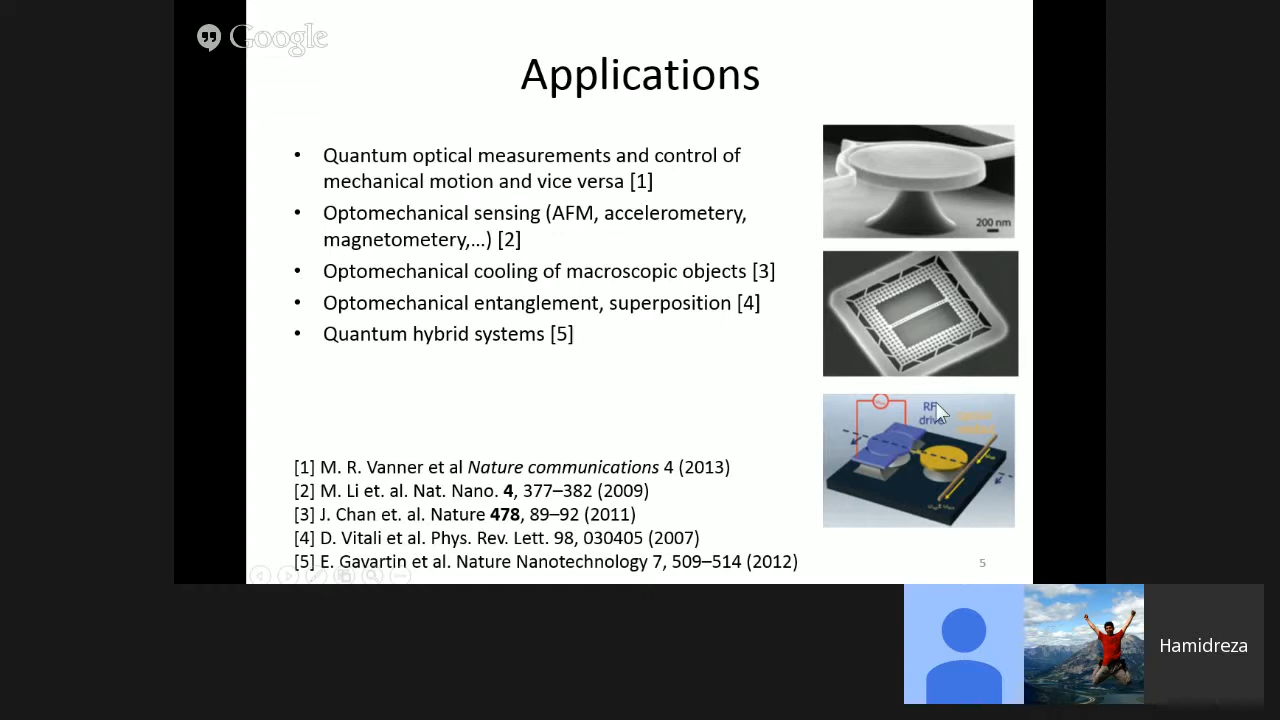 Google
Applications
• Quantum optical measurements and control of
mechanical motion and vice versa [1]
• Optomechanical sensing (AFM, accelerometery,
magnetometery,...) [2]
• Optomechanical cooling of macroscopic objects [3]
• Optomechanical entanglement, superposition [4]
• Quantum hybrid systems [5]
200 nm
RF
drive
[1] M. R. Vanner et al Nature communications 4 (2013)
[2] M. Li et. al. Nat. Nano. 4, 377–382 (2009)
[3] J. Chan et. al. Nature 478, 89–92 (2011)
[4] D. Vitali et al. Phys. Rev. Lett. 98, 030405 (2007)
[5] E. Gavartin et al. Nature Nanotechnology 7, 509–514 (2012)
5
Hamidreza